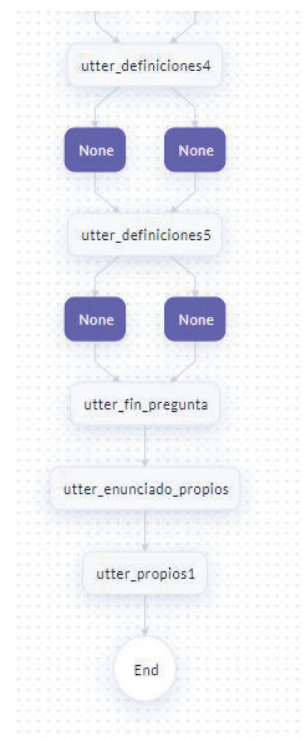 utter_definiciones4
None None
utter_definiciones5
None None
utter_fin_pregunta
utter_enunciado_propios
utter_propios1
End